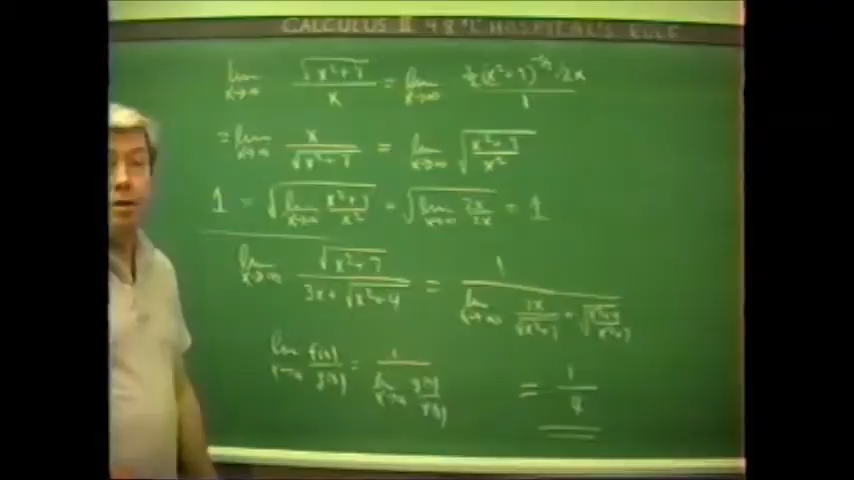 CALCULUS II 48 L'HOSPITAL'S RULE
lim x→∞ √(x²+7) / x = lim x→∞ ½(x²+7)^(-½)·2x / 1
= lim x→∞ x / √(x²+7) = lim x→∞ √((x²+7) / x²)
1 = √(lim x→∞ (x²+7) / x²) = √(lim x→∞ 2x / 2x) = 1
lim x→∞ √(x²+7) / (3x+√(x²+4)) = 1 / (lim x→∞ 3x / √(x²+7) + √((x²+4) / (x²+7)))
lim f(x) / g(x) = 1 / (lim g(x) / f(x))
= 1 / 4